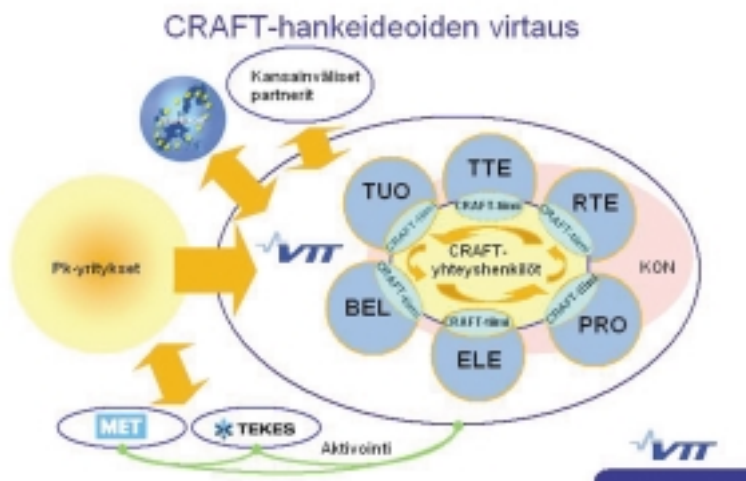 CRAFT-hankeideoiden virtaus
Kansainväliset
partnerit
TTE
TUO
RTE
CRAFT-tiimi
CRAFT-tiimi
CRAFT-tiimi
VTT
Pk-yritykset
CRAFT-
yhteyshenkilöt
KON
CRAFT-tiimi
CRAFT-tiimi
BEL
CRAFT-tiimi
PRO
ELE
MET
TEKES
Aktivointi
VTT